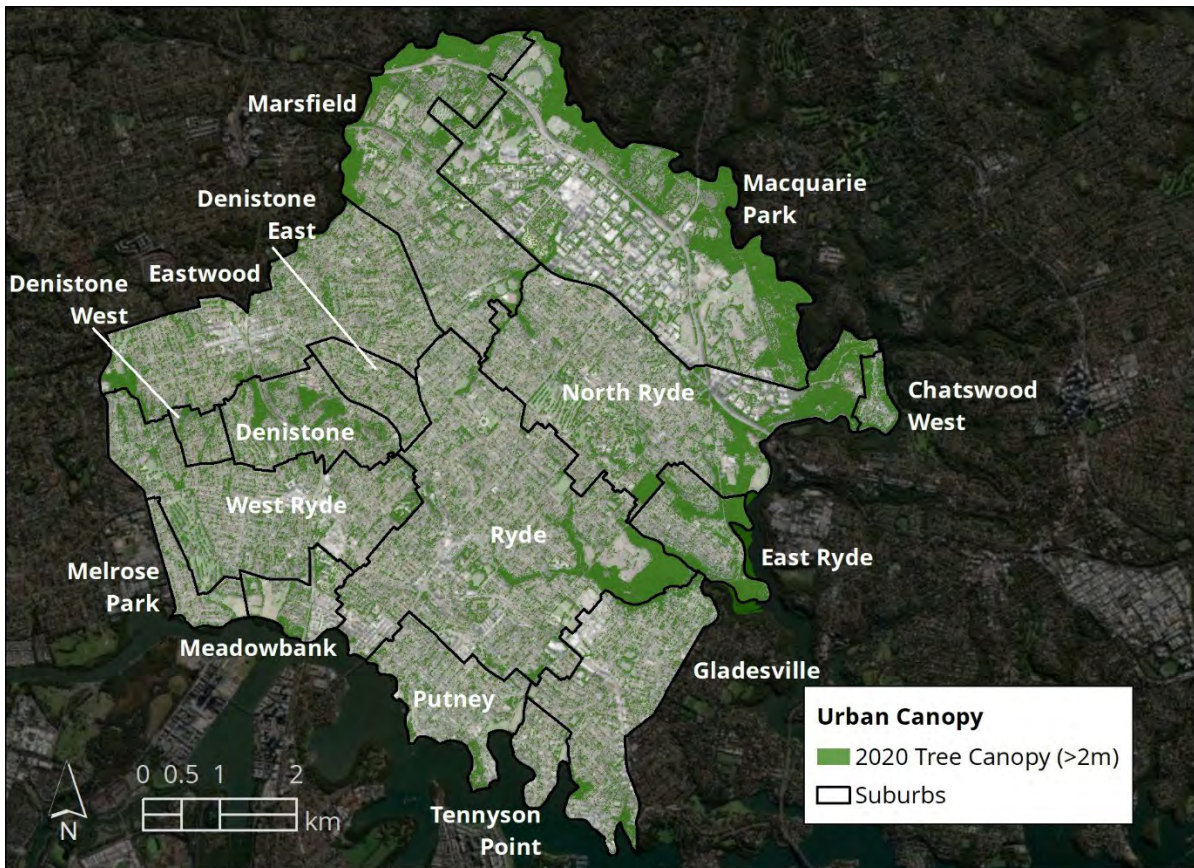 Marsfield
Macquarie
Park
Denistone
East
Eastwood
Denistone
West
North Ryde
Chatswood
West
Denistone
West Ryde
Ryde
East Ryde
Melrose
Park
Meadowbank
Gladesville
Putney
Tennyson
Point
Urban Canopy
2020 Tree Canopy (>2m)
Suburbs
0 0.5 1 2
km
N